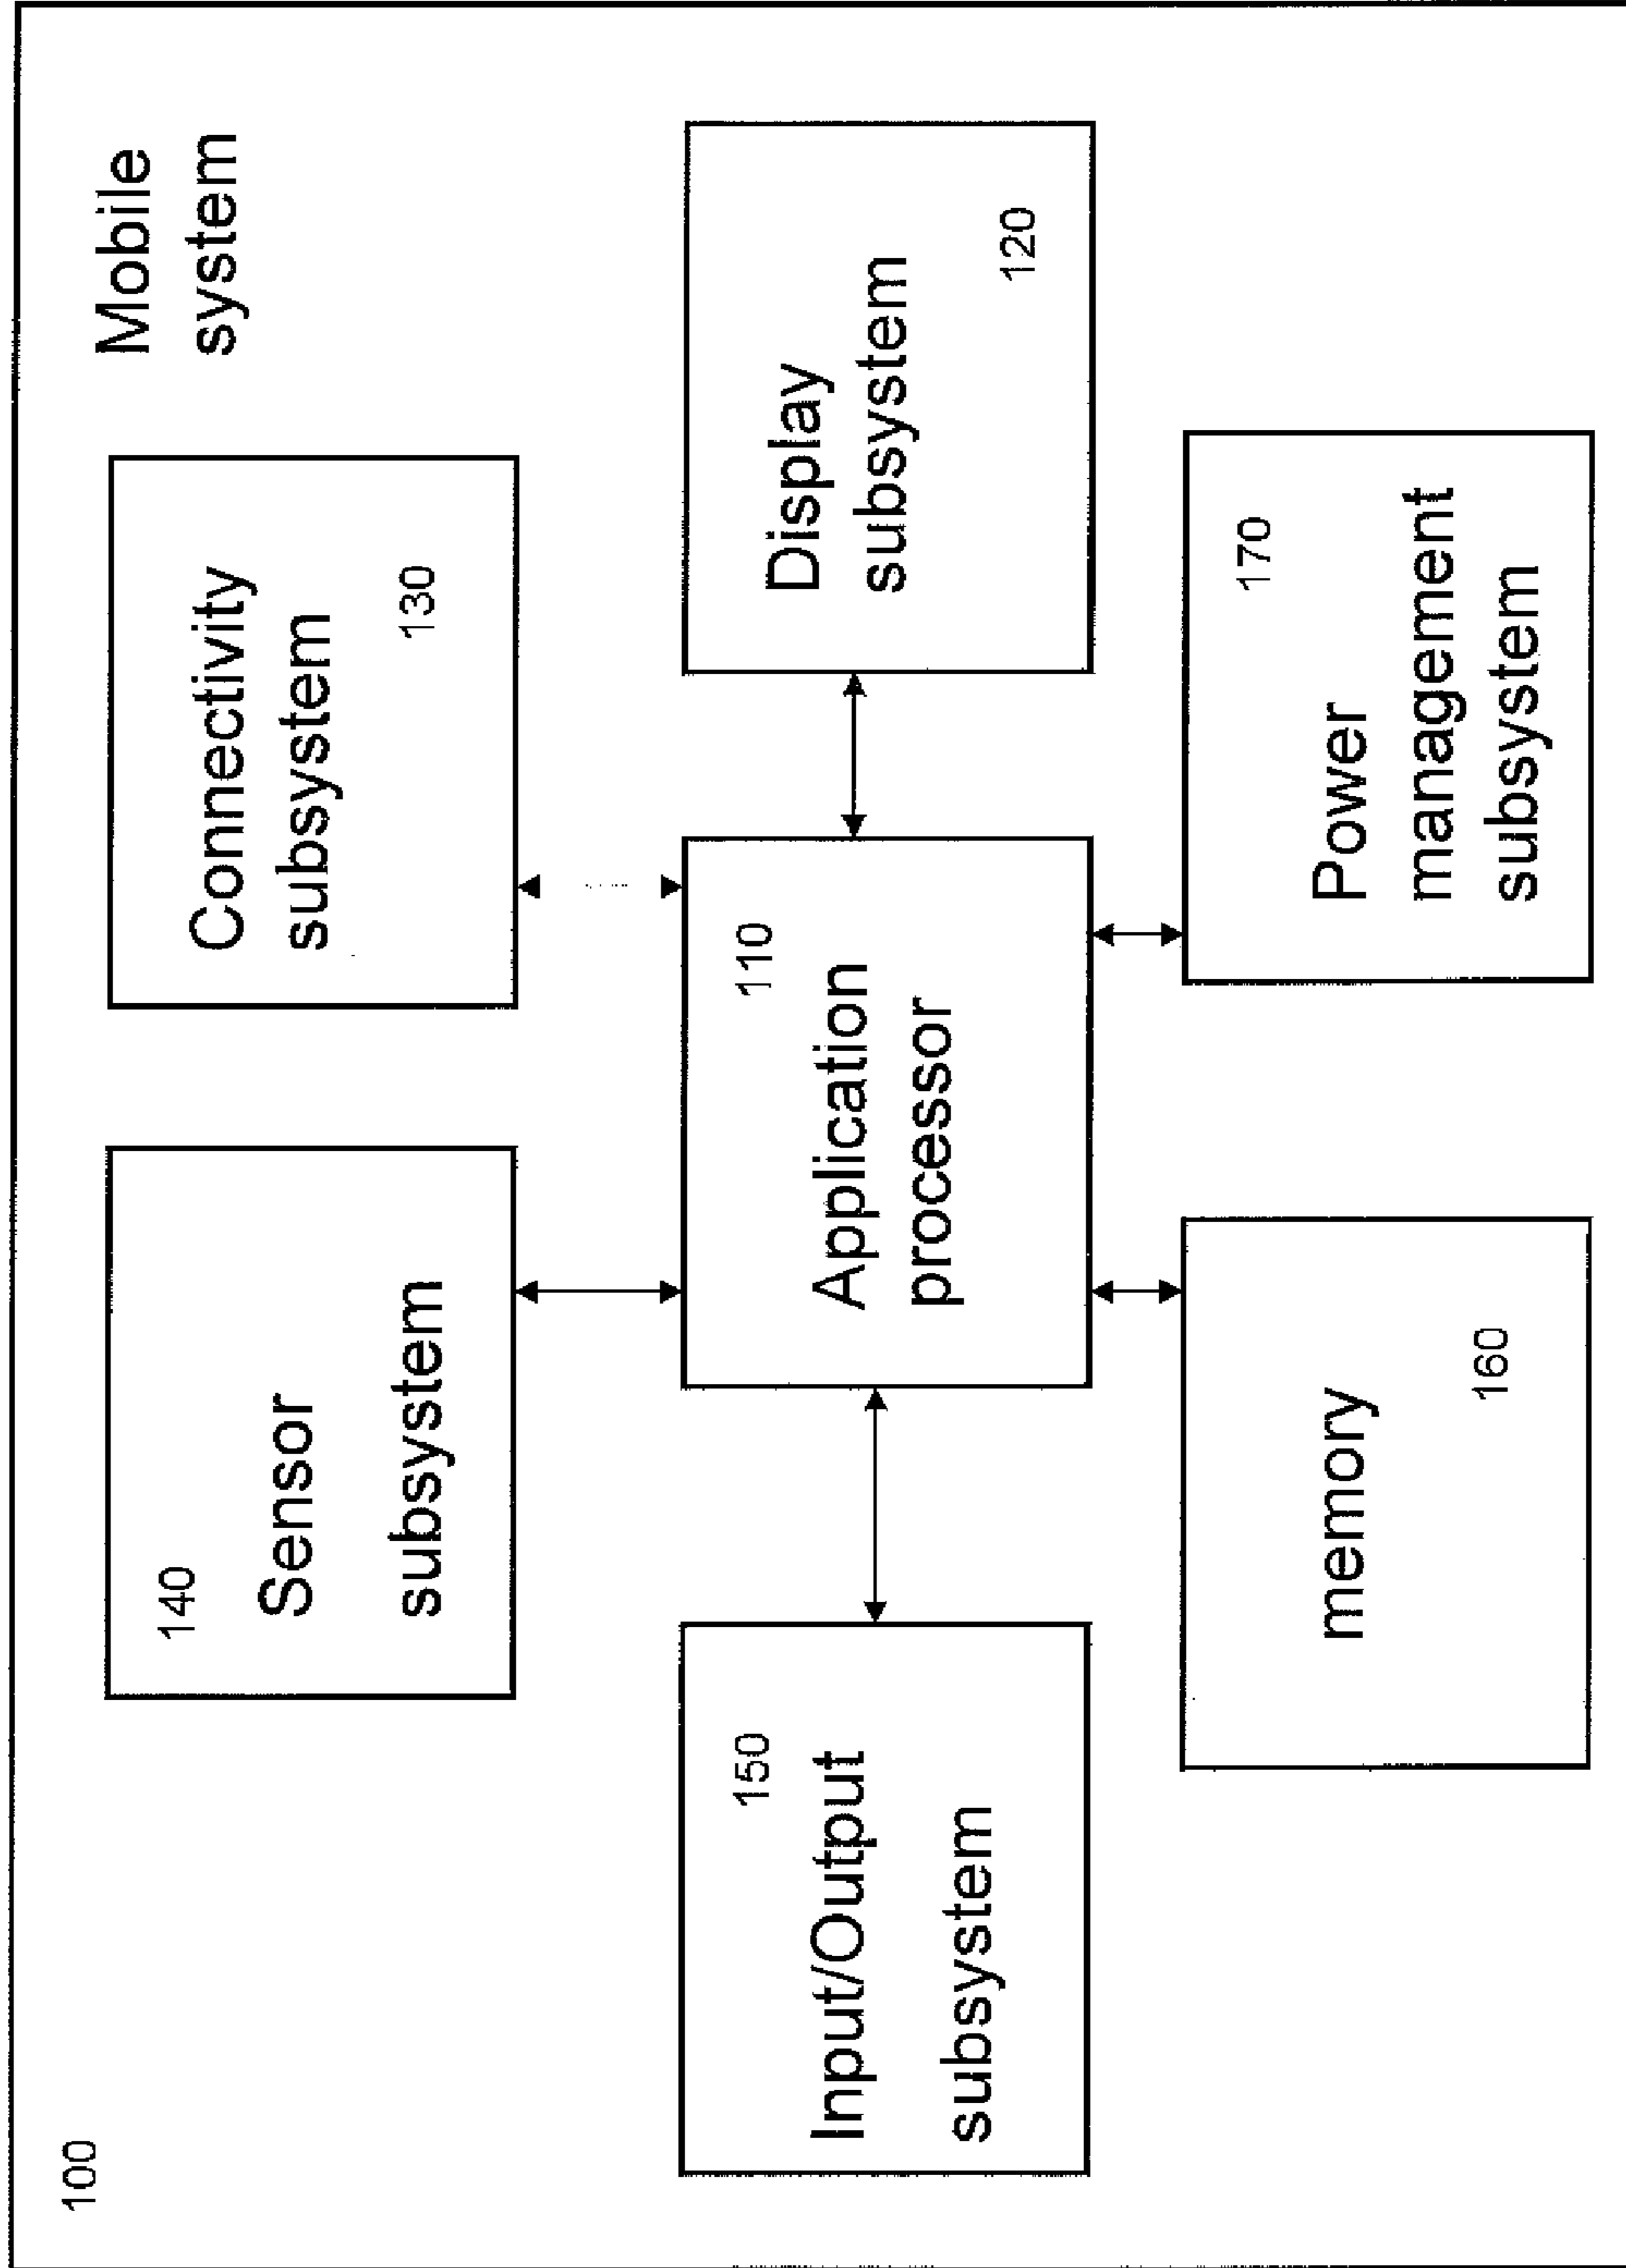 100
Mobile
system
140
Sensor
subsystem
Connectivity
subsystem
130
150
Input/Output
subsystem
110
Application
processor
Display
subsystem
120
memory
160
170
Power
management
subsystem